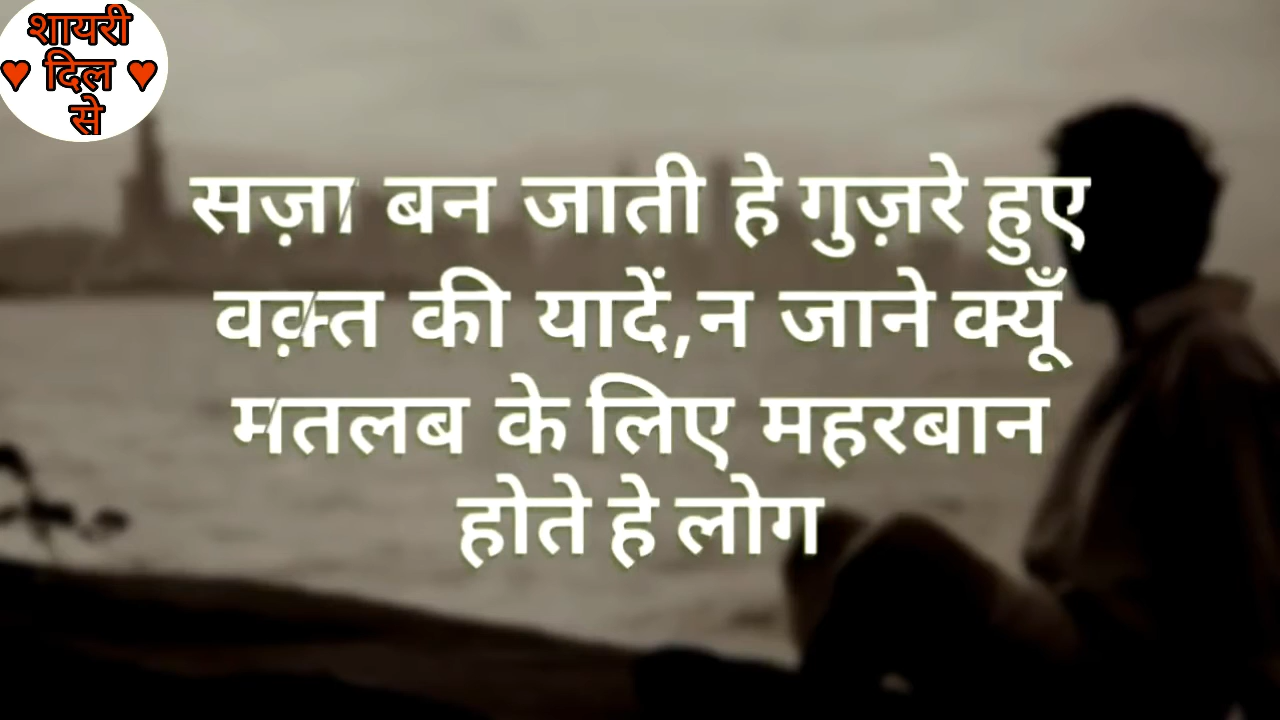 शायरी
♥ दिल ♥
से
सज़ा बन जाती हे गुज़रे हुए
वक़्त की यादें,न जाने क्यूँ
मतलब के लिए महरबान
होते हे लोग